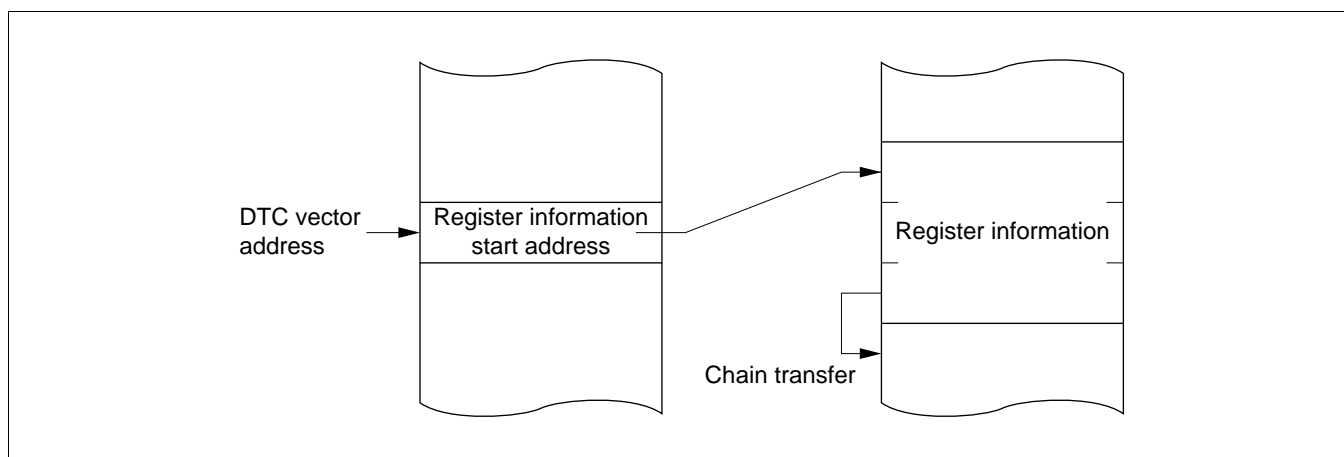 DTC vector
address
Register information
start address
Register information
Chain transfer